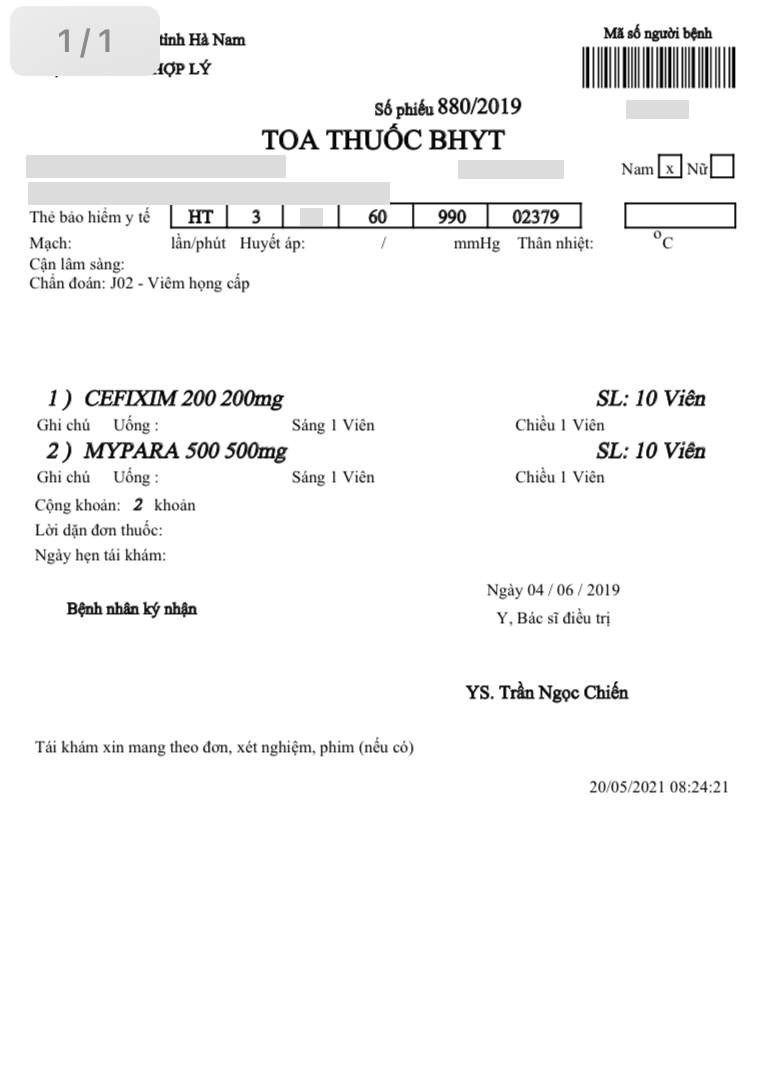 1/1
tỉnh Hà Nam
HỢP L�ý
Mã số người bệnh
Số phiếu 880/2019
TOA THUỐC BHYT
Nam x Nữ
Thẻ bảo hiểm y tế HT 3 60 990 02379
Mạch: lần/phút Huyết áp: / mmHg Thân nhiệt: °C
Cận lâm sàng:
Chẩn đoán: J02 - Viêm họng cấp
1 ) CEFIXIM 200 200mg SL: 10 Viên
Ghi chú Uống : Sáng 1 Viên Chiều 1 Viên
2 ) MYPARA 500 500mg SL: 10 Viên
Ghi chú Uống : Sáng 1 Viên Chiều 1 Viên
Cộng khoản: 2 khoản
Lời dặn đơn thuốc:
Ngày hẹn tái khám:
Ngày 04 / 06 / 2019
Bệnh nhân ký nhận
Y, Bác sĩ điều trị
YS. Trần Ngọc Chiến
Tái khám xin mang theo đơn, xét nghiệm, phim (nếu có)
20/05/2021 08:24:21